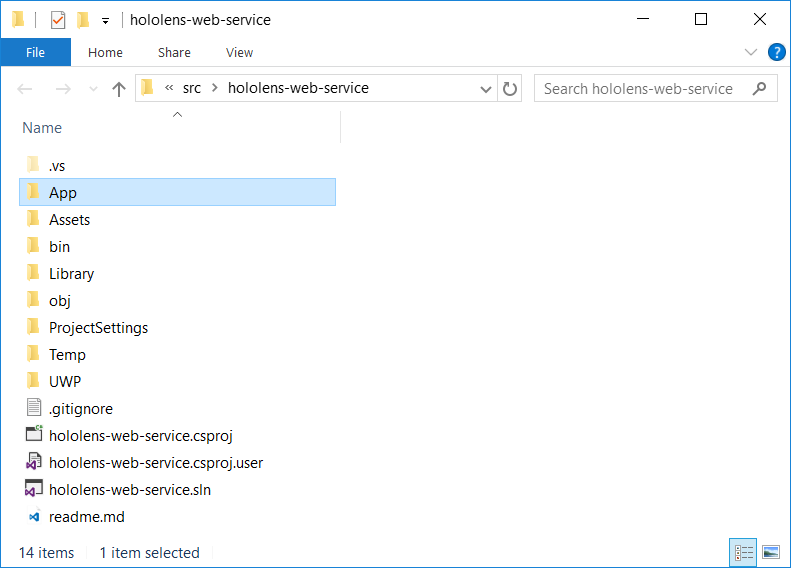 hololens-web-service
File Home Share View
« src > hololens-web-service Search hololens-web-service
Name
.vs
App
Assets
bin
Library
obj
ProjectSettings
Temp
UWP
.gitignore
hololens-web-service.csproj
hololens-web-service.csproj.user
hololens-web-service.sln
readme.md
14 items 1 item selected